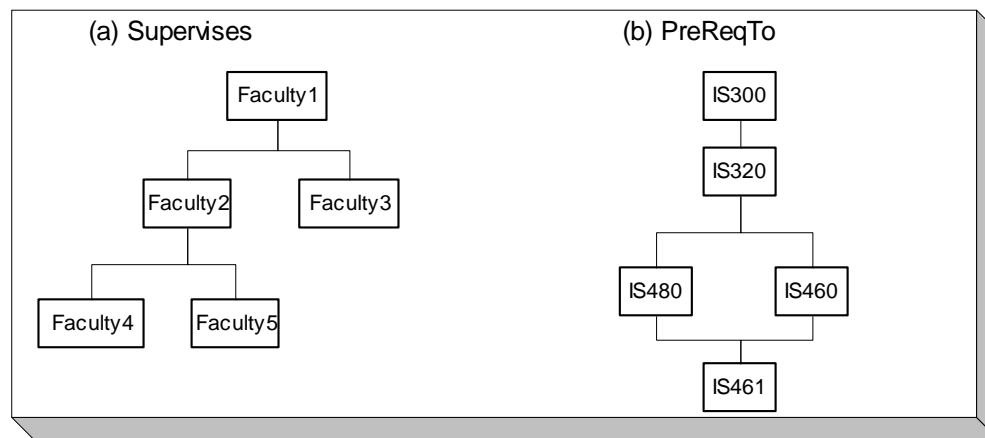 (a) Supervises
(b) PreReqTo
Faculty1
Faculty2
Faculty3
Faculty4
Faculty5
IS300
IS320
IS480
IS460
IS461